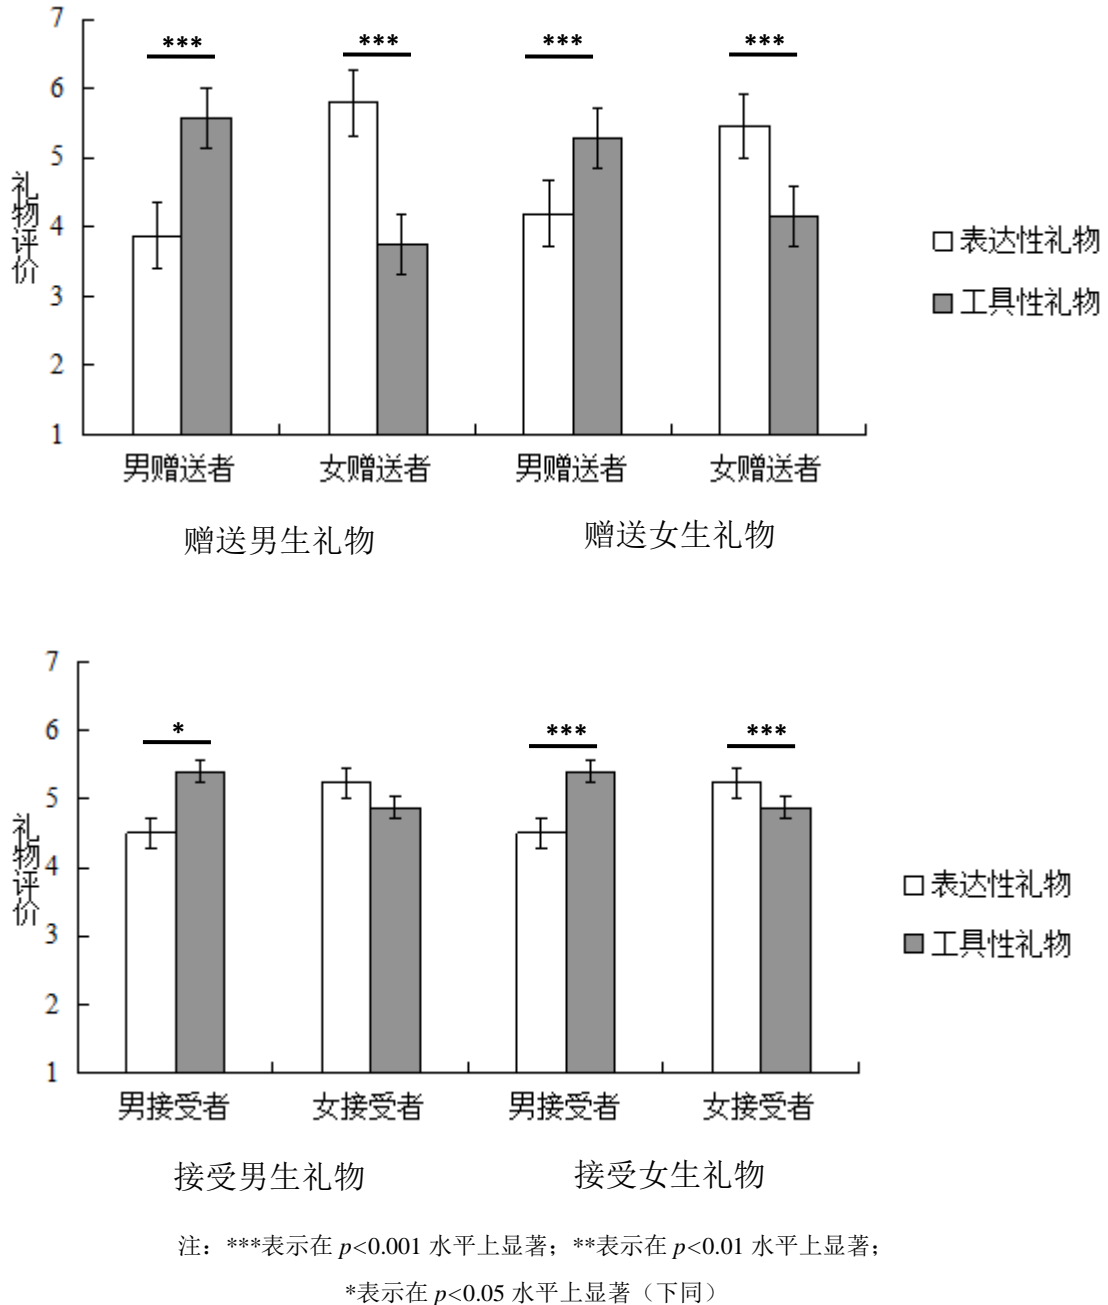 7
***
***
***
***
6
5
4
3
2
1
礼物评价
表达性礼物
工具性礼物
男赠送者
女赠送者
男赠送者
女赠送者
赠送男生礼物
赠送女生礼物
7
6
5
4
3
2
1
*
***
***
礼物评价
表达性礼物
工具性礼物
男接受者
女接受者
男接受者
女接受者
接受男生礼物
接受女生礼物
注：***表示在 p<0.001 水平上显著；**表示在 p<0.01 水平上显著；
*表示在 p<0.05 水平上显著（下同）